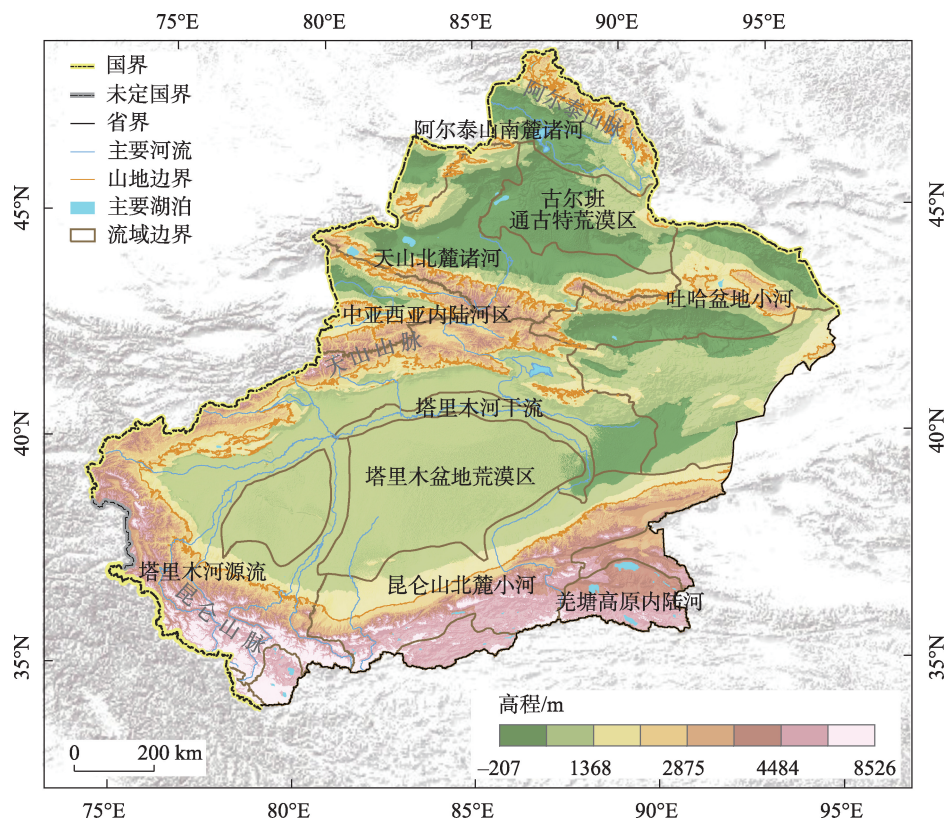 75°E 80°E 85°E 90°E 95°E
国界
未定国界
省界
主要河流
山地边界
主要湖泊
流域边界
阿尔泰山脉
阿尔泰山南麓诸河
45°N
45°N
古尔班
通古特荒漠区
天山北麓诸河
吐哈盆地小河
中亚西亚内陆河区
天山山脉
塔里木河干流
40°N
40°N
塔里木盆地荒漠区
塔里木河源流
昆仑山北麓小河
昆仑山脉
羌塘高原内陆河
35°N
35°N
高程/m
–207 1368 2875 4484 8526
0 200 km
75°E 80°E 85°E 90°E 95°E